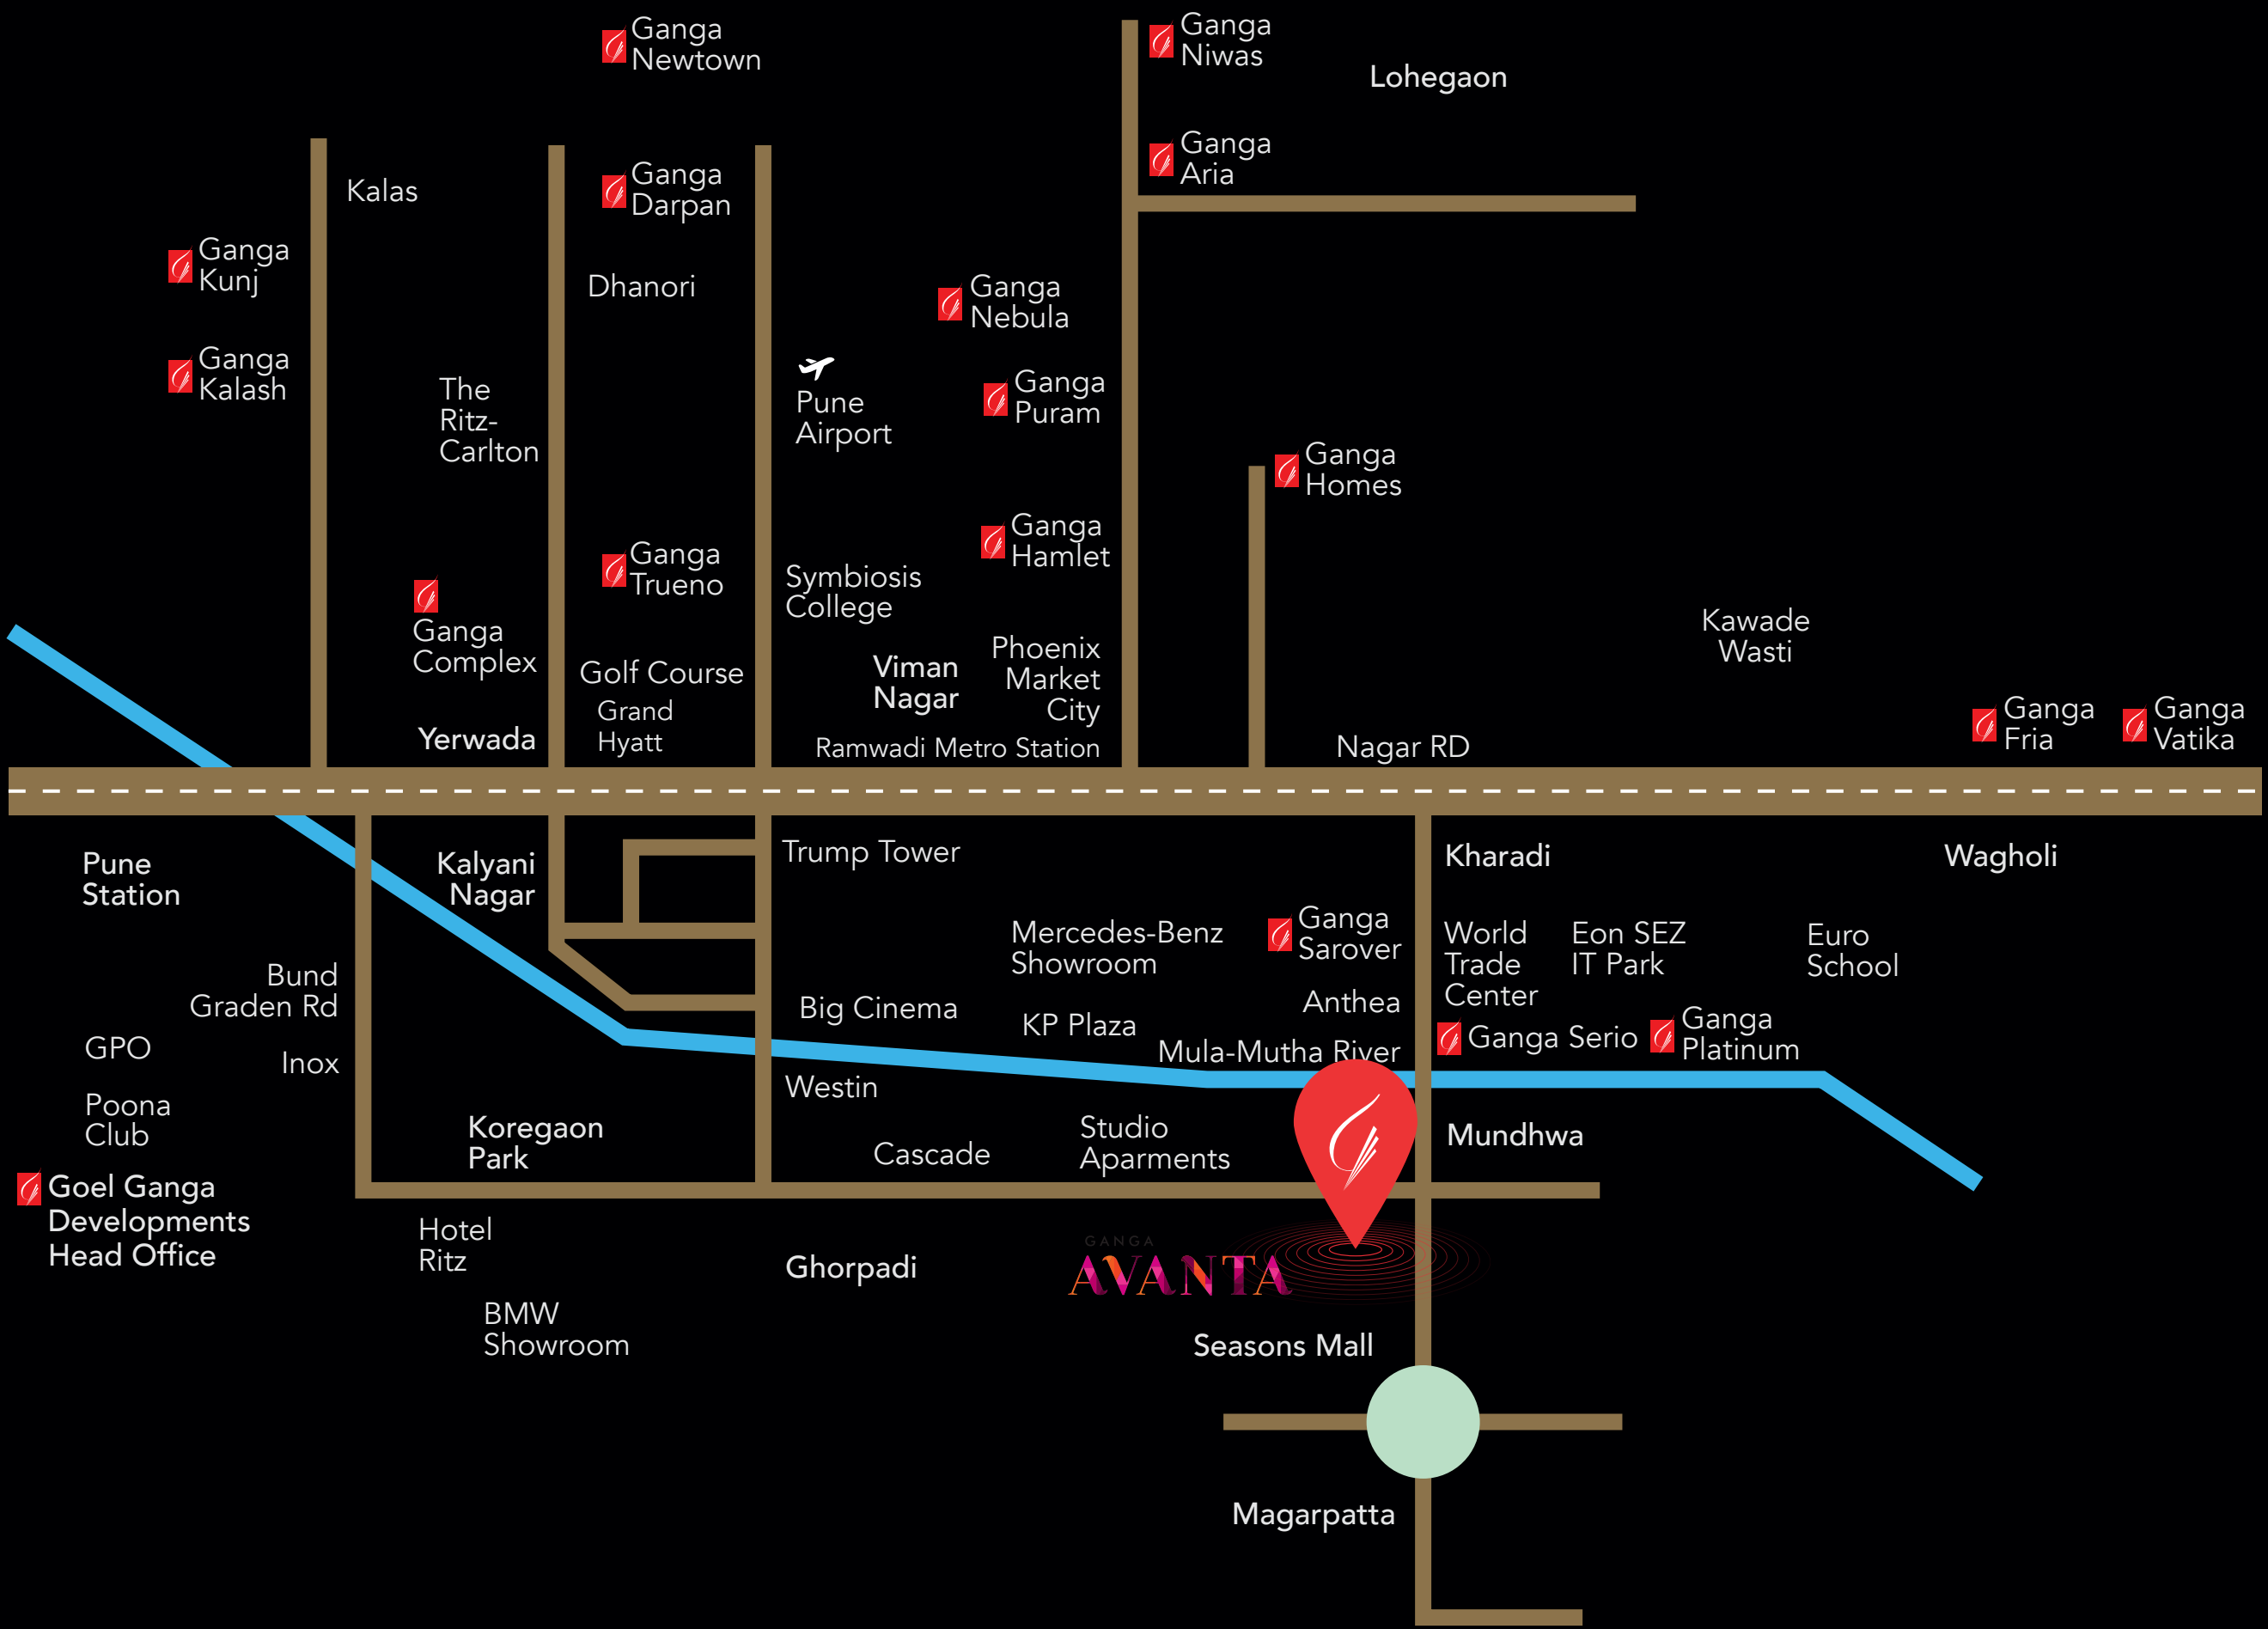 Ganga
Newtown
Ganga
Niwas
Lohegaon
Ganga
Aria
Kalas
Ganga
Darpan
Ganga
Kunj
Dhanori
Ganga
Nebula
Ganga
Kalash
The
Ritz-
Carlton
Pune
Airport
Ganga
Puram
Ganga
Homes
Ganga
Hamlet
Ganga
Trueno
Symbiosis
College
Ganga
Complex
Golf Course
Grand
Hyatt
Viman
Nagar
Phoenix
Market
City
Kawade
Wasti
Yerwada
Ramwadi Metro Station
Nagar RD
Ganga
Fria
Ganga
Vatika
Pune
Station
Kalyani
Nagar
Trump Tower
Kharadi
Wagholi
Mercedes-Benz
Showroom
Ganga
Sarover
World
Trade
Center
Eon SEZ
IT Park
Euro
School
Bund
Graden Rd
Big Cinema
Anthea
KP Plaza
Ganga Serio
Ganga
Platinum
GPO
Inox
Mula-Mutha River
Westin
Poona
Club
Koregaon
Park
Cascade
Studio
Aparments
Mundhwa
Goel Ganga
Developments
Head Office
Hotel
Ritz
Ghorpadi
GANGA
AVANTA
BMW
Showroom
Seasons Mall
Magarpatta